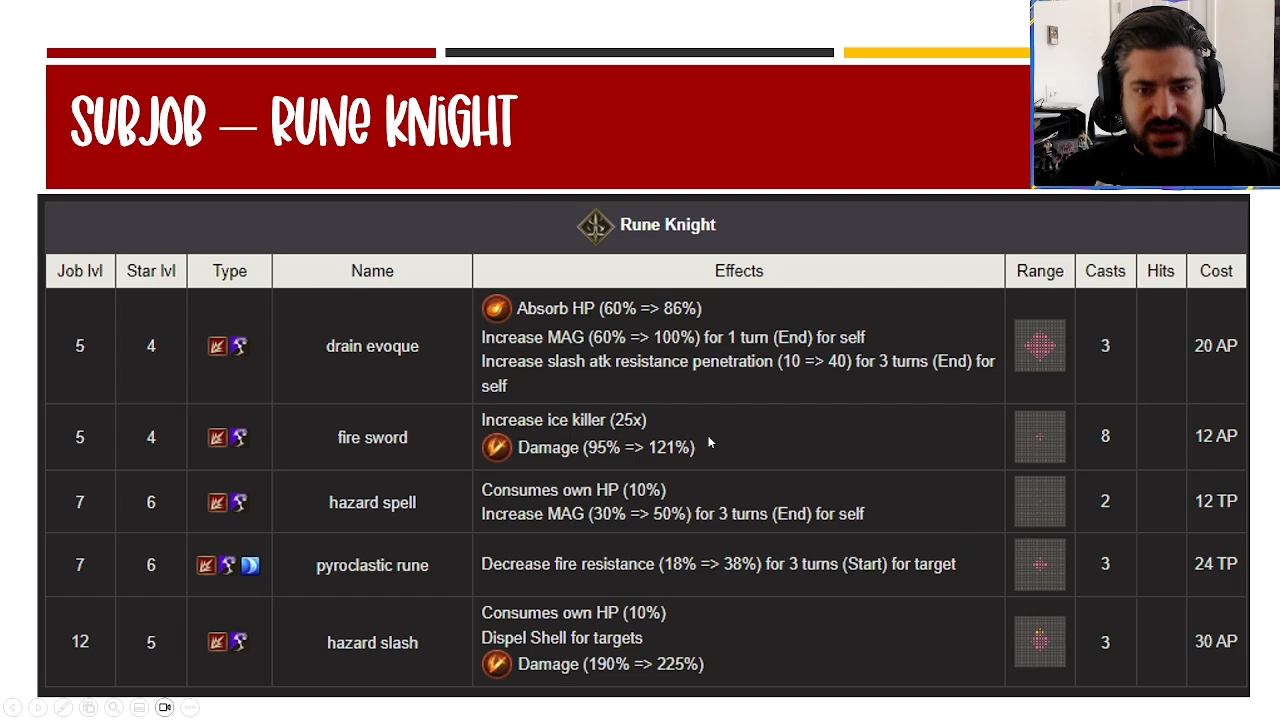 SUBJOB – RUNE KNIGHT
Rune Knight
Job lvl Star lvl Type Name Effects Range Casts Hits Cost
5 4 drain evoque Absorb HP (60% => 86%)
Increase MAG (60% => 100%) for 1 turn (End) for self
Increase slash atk resistance penetration (10 => 40) for 3 turns (End) for
self
3 20 AP
5 4 fire sword Increase ice killer (25x)
Damage (95% => 121%)
8 12 AP
7 6 hazard spell Consumes own HP (10%)
Increase MAG (30% => 50%) for 3 turns (End) for self
2 12 TP
7 6 pyroclastic rune Decrease fire resistance (18% => 38%) for 3 turns (Start) for target 3 24 TP
12 5 hazard slash Consumes own HP (10%)
Dispel Shell for targets
Damage (190% => 225%)
3 30 AP